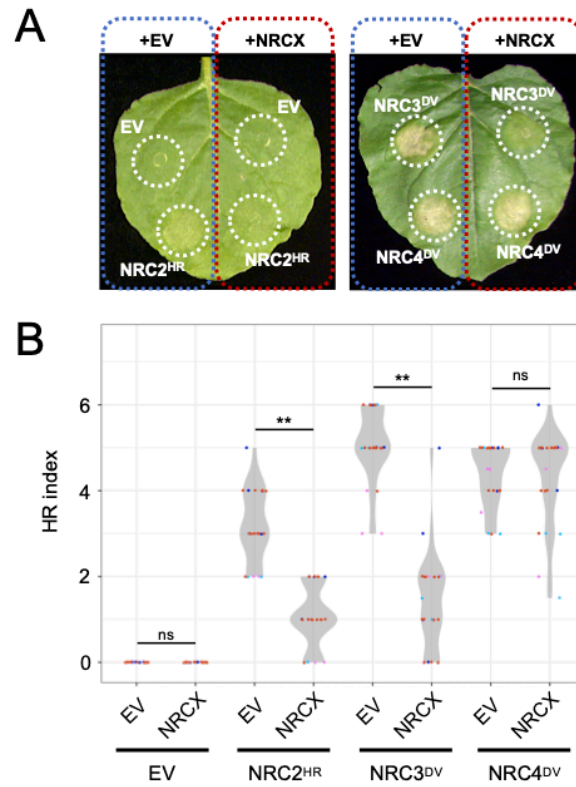 A
+EV +NRCX +EV +NRCX
EV EV NRC3ᴰⱽ NRC3ᴰⱽ
NRC2ᴴᴿ NRC2ᴴᴿ NRC4ᴰⱽ NRC4ᴰⱽ
B
HR index
6
4
2
0
ns ** ** ns
EV NRCX EV NRCX EV NRCX EV NRCX
EV NRC2ᴴᴿ NRC3ᴰⱽ NRC4ᴰⱽ